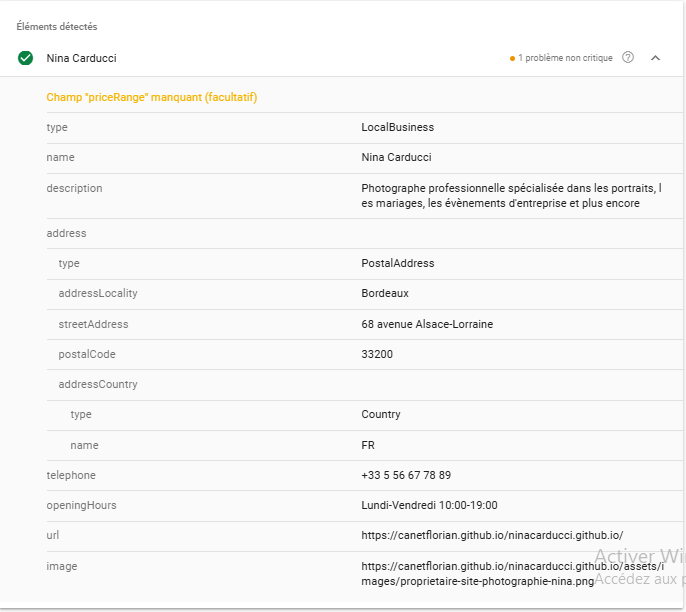 Éléments détectés
Nina Carducci
1 problème non critique
Champ "priceRange" manquant (facultatif)
type LocalBusiness
name Nina Carducci
description Photographe professionnelle spécialisée dans les portraits, l
es mariages, les évènements d'entreprise et plus encore
address
type PostalAddress
addressLocality Bordeaux
streetAddress 68 avenue Alsace-Lorraine
postalCode 33200
addressCountry
type Country
name FR
telephone +33 5 56 67 78 89
openingHours Lundi-Vendredi 10:00-19:00
url https://canetflorian.github.io/ninacarducci.github.io/
image https://canetflorian.github.io/ninacarducci.github.io/assets/i
mages/proprietaire-site-photographie-nina.png
Activer Wi
Accédez aux p